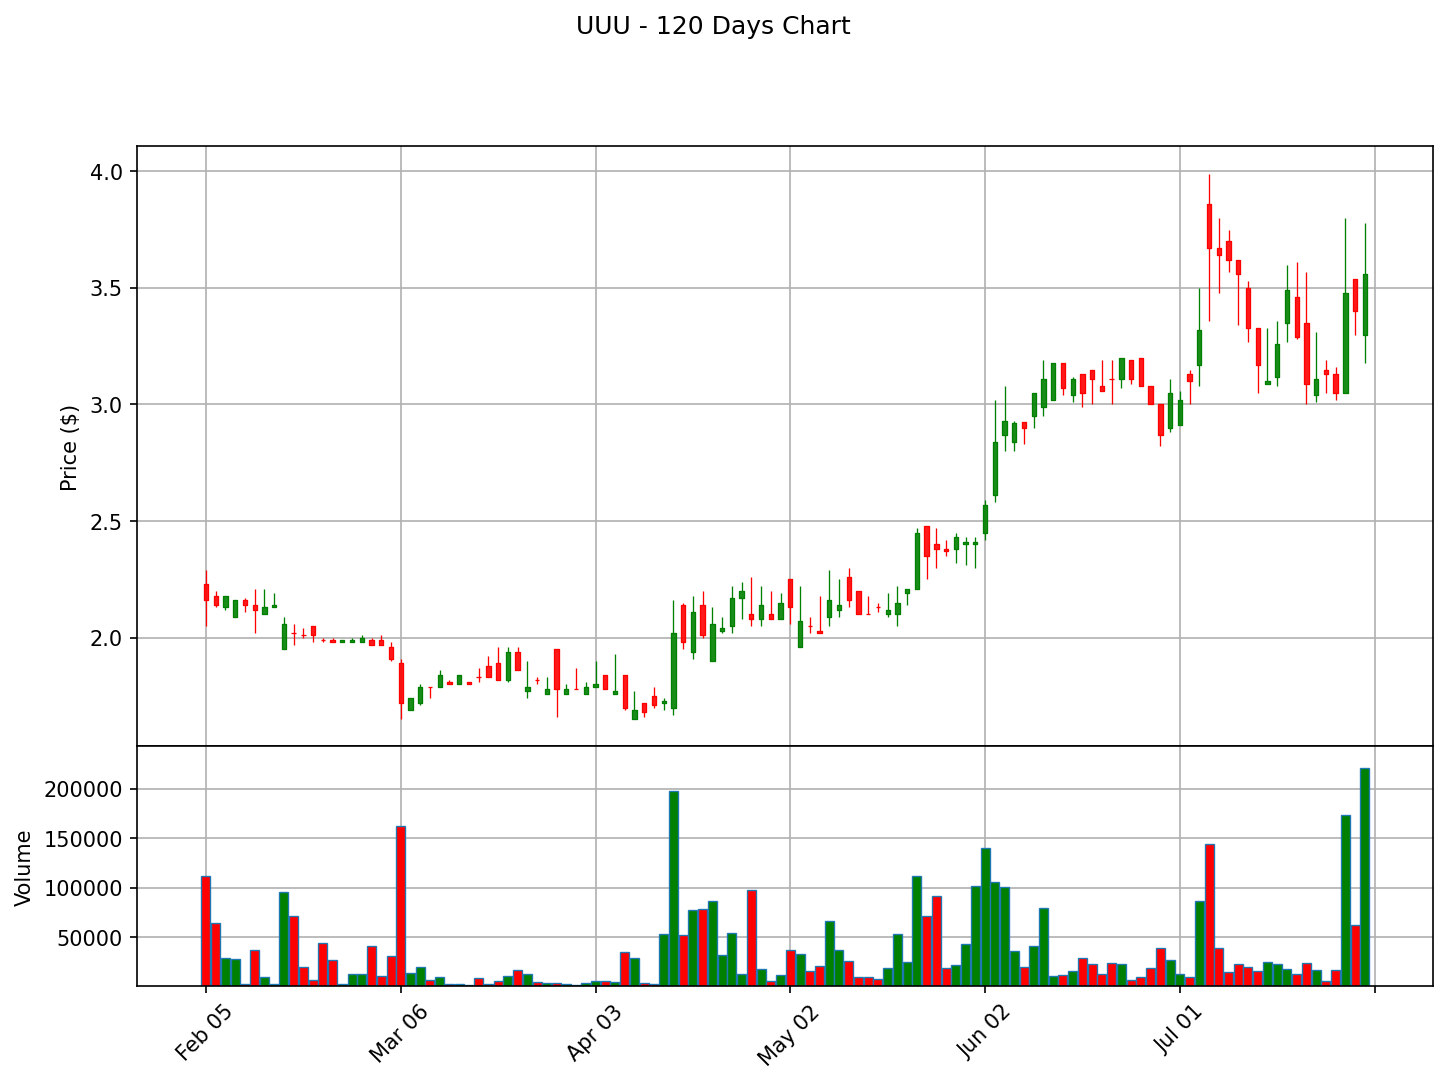 UUU - 120 Days Chart
4.0
3.5
3.0
2.5
2.0
Price ($)
200000
150000
100000
50000
Volume
Feb 05
Mar 06
Apr 03
May 02
Jun 02
Jul 01